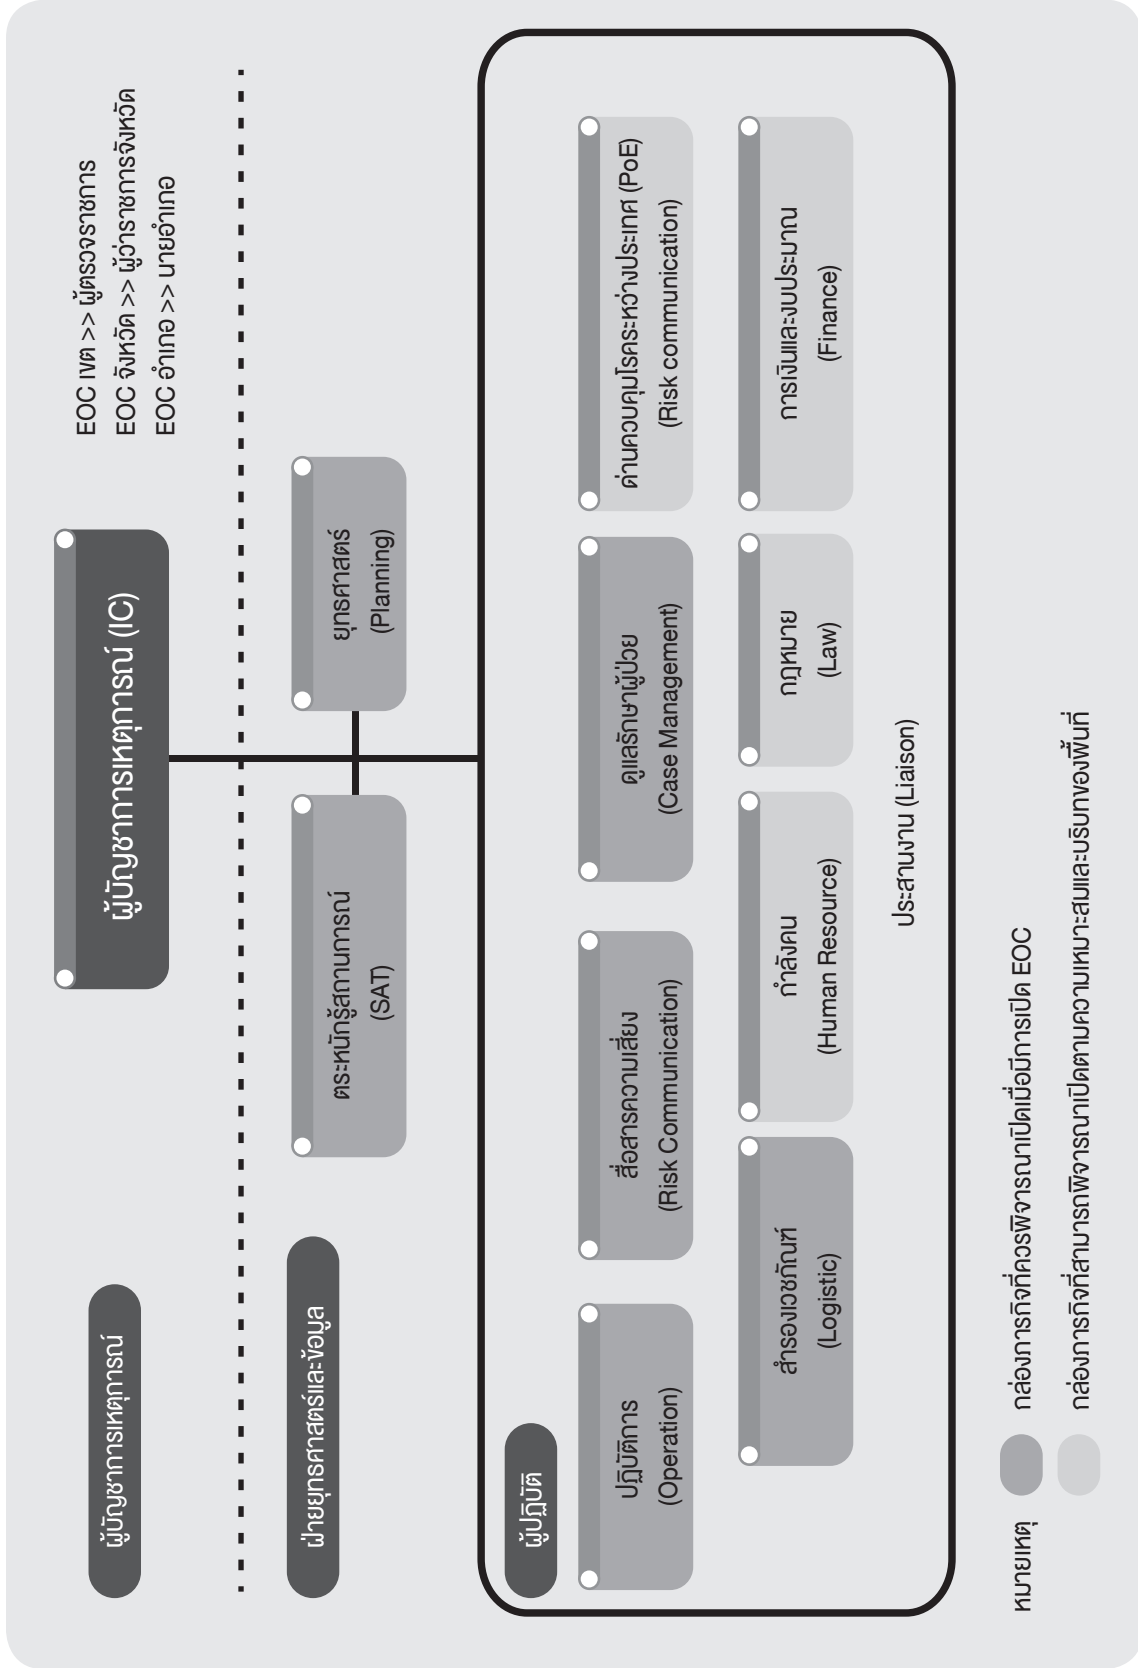 ผู้บัญชาการเหตุการณ์
ผู้บัญชาการเหตุการณ์ (IC)
EOC เขต >> ผู้ตรวจราชการ
EOC จังหวัด >> ผู้ว่าราชการจังหวัด
EOC อำเภอ >> นายอำเภอ
ฝ่ายยุทธศาสตร์และข้อมูล
ตระหนักรู้สถานการณ์
(SAT)
ยุทธศาสตร์
(Planning)
ผู้ปฏิบัติ
ปฏิบัติการ
(Operation)
สื่อสารความเสี่ยง
(Risk Communication)
ดูแลรักษาผู้ป่วย
(Case Management)
ด่านควบคุมโรคระหว่างประเทศ (PoE)
(Risk communication)
สำรองเวชภัณฑ์
(Logistic)
กำลังคน
(Human Resource)
กฎหมาย
(Law)
การเงินและงบประมาณ
(Finance)
ประสานงาน (Liaison)
หมายเหตุ กล่องภารกิจที่ควรพิจารณาเปิดเมื่อมีการเปิด EOC
กล่องภารกิจที่สามารถพิจารณาเปิดตามความเหมาะสมและบริบทของพื้นที่